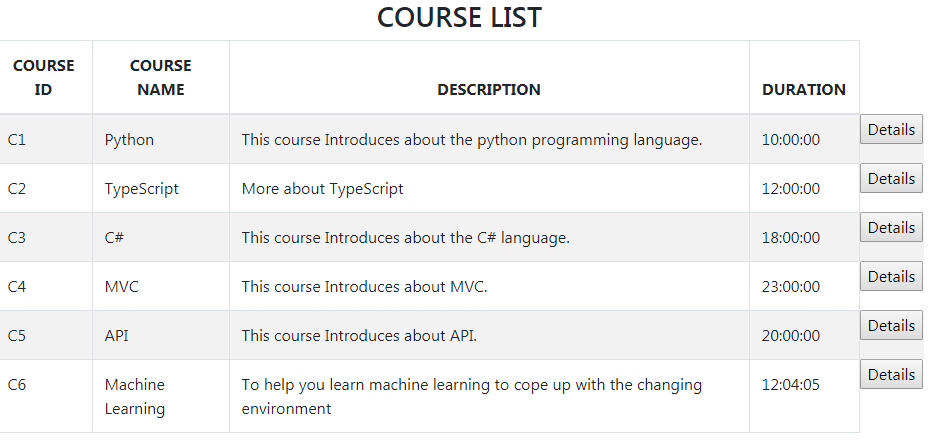 COURSE LIST
COURSE ID COURSE NAME DESCRIPTION DURATION
C1 Python This course Introduces about the python programming language. 10:00:00 Details
C2 TypeScript More about TypeScript 12:00:00 Details
C3 C# This course Introduces about the C# language. 18:00:00 Details
C4 MVC This course Introduces about MVC. 23:00:00 Details
C5 API This course Introduces about API. 20:00:00 Details
C6 Machine Learning To help you learn machine learning to cope up with the changing environment 12:04:05 Details